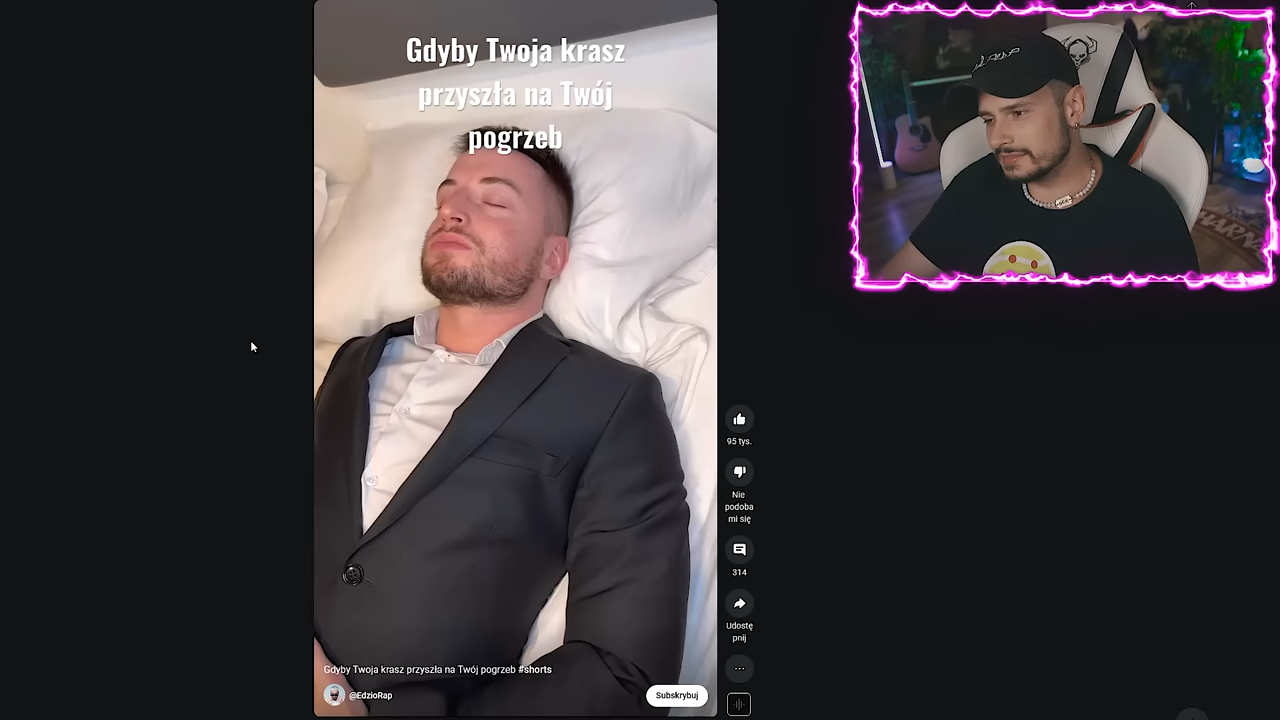 Gdyby Twoja krasz
przyszła na Twój
pogrzeb
95 tys.
Nie
podoba
mi się
314
Udostę
pnij
Gdyby Twoja krasz przyszła na Twój pogrzeb #shorts
@EdzioRap
Subskrybuj